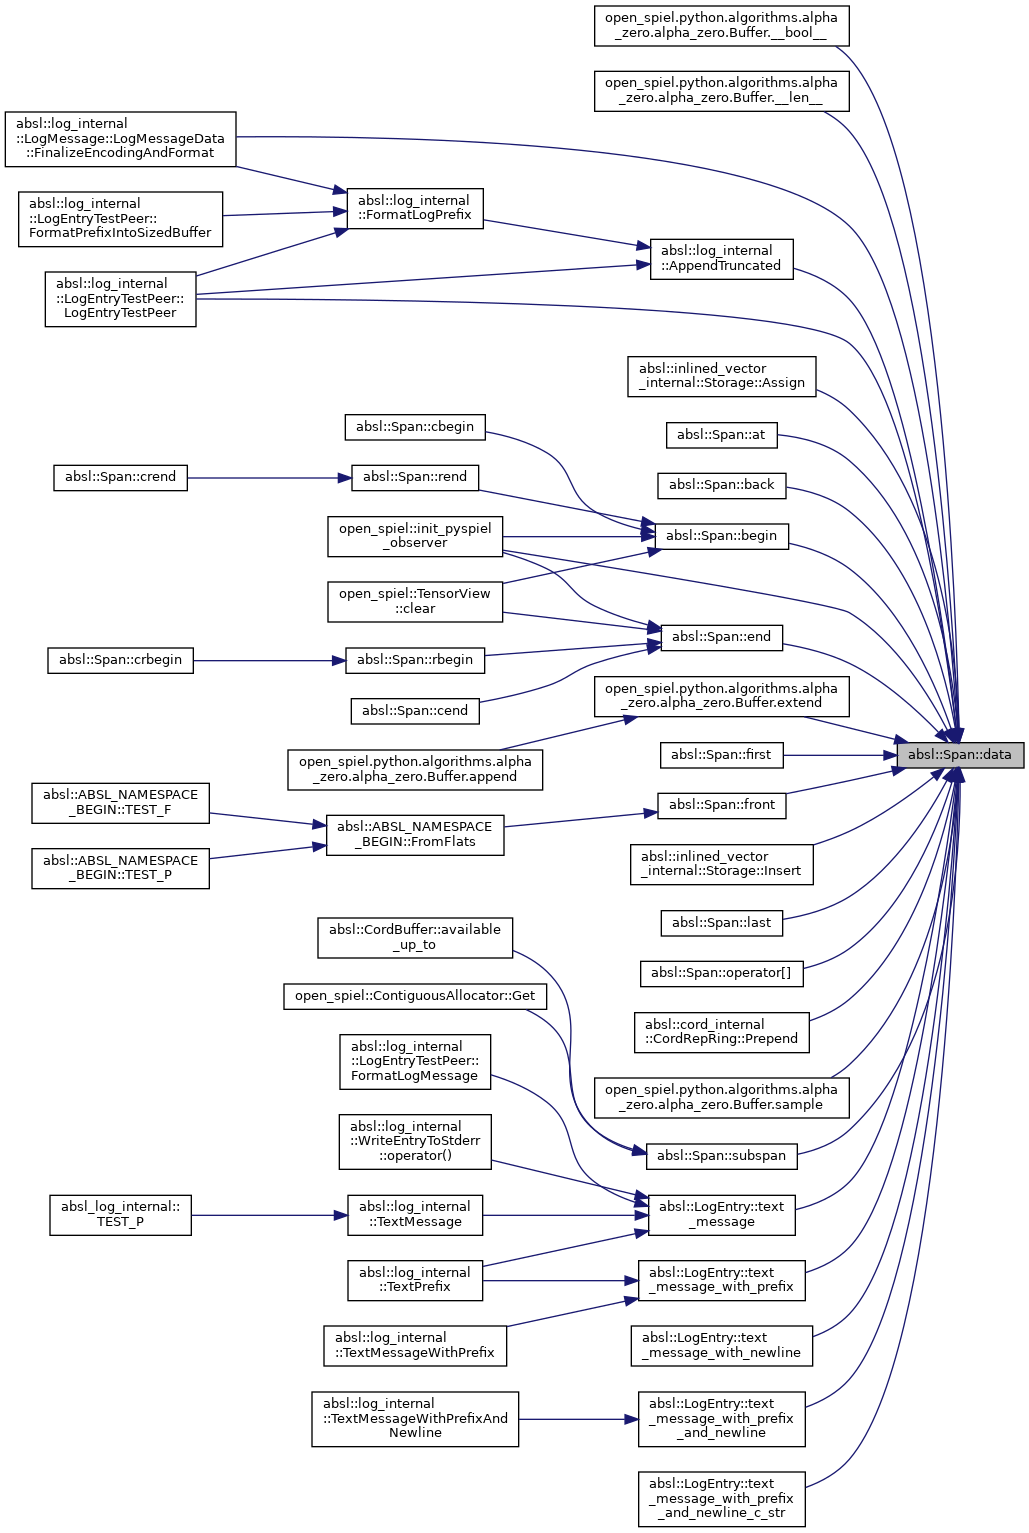 open_spiel.python.algorithms.alpha
_zero.alpha_zero.Buffer.__bool__
open_spiel.python.algorithms.alpha
_zero.alpha_zero.Buffer.__len__
absl::log_internal
::LogMessage::LogMessageData
::FinalizeEncodingAndFormat
absl::log_internal
::FormatLogPrefix
absl::log_internal
::LogEntryTestPeer::
FormatPrefixIntoSizedBuffer
absl::log_internal
::AppendTruncated
absl::log_internal
::LogEntryTestPeer::
LogEntryTestPeer
absl::inlined_vector
_internal::Storage::Assign
absl::Span::cbegin
absl::Span::at
absl::Span::crend
absl::Span::rend
absl::Span::back
open_spiel::init_pyspiel
_observer
absl::Span::begin
open_spiel::TensorView
::clear
absl::Span::end
absl::Span::crbegin
absl::Span::rbegin
absl::Span::cend
open_spiel.python.algorithms.alpha
_zero.alpha_zero.Buffer.extend
open_spiel.python.algorithms.alpha
_zero.alpha_zero.Buffer.append
absl::Span::first
absl::Span::data
absl::ABSL_NAMESPACE
_BEGIN::TEST_F
absl::Span::front
absl::ABSL_NAMESPACE
_BEGIN::FromFlats
absl::ABSL_NAMESPACE
_BEGIN::TEST_P
absl::inlined_vector
_internal::Storage::Insert
absl::Span::last
absl::CordBuffer::available
_up_to
absl::Span::operator[]
open_spiel::ContiguousAllocator::Get
absl::cord_internal
::CordRepRing::Prepend
absl::log_internal
::LogEntryTestPeer::
FormatLogMessage
open_spiel.python.algorithms.alpha
_zero.alpha_zero.Buffer.sample
absl::log_internal
::WriteEntryToStderr
::operator()
absl::Span::subspan
absl_log_internal::
TEST_P
absl::log_internal
::TextMessage
absl::LogEntry::text
_message
absl::log_internal
::TextPrefix
absl::LogEntry::text
_message_with_prefix
absl::log_internal
::TextMessageWithPrefix
absl::LogEntry::text
_message_with_newline
absl::log_internal
::TextMessageWithPrefixAnd
Newline
absl::LogEntry::text
_message_with_prefix
_and_newline
absl::LogEntry::text
_message_with_prefix
_and_newline_c_str